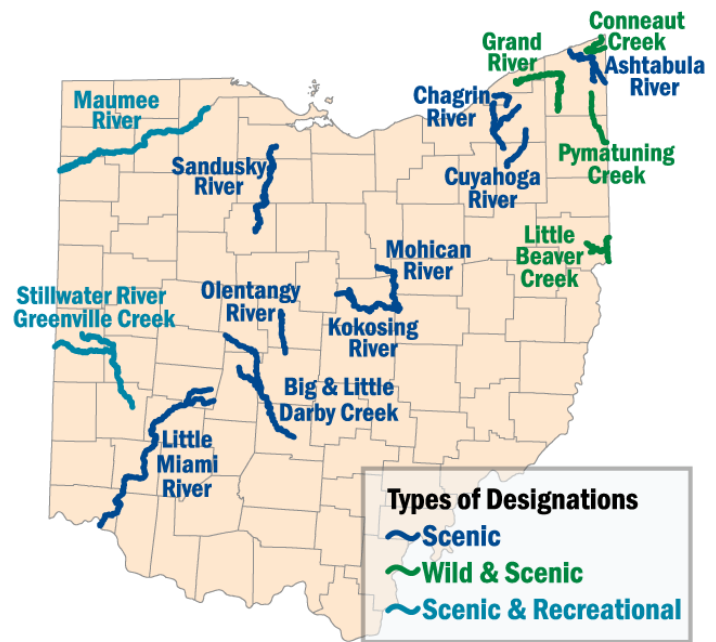 Conneaut
Creek
Grand
River
Ashtabula
River
Maumee
River
Chagrin
River
Sandusky
River
Pymatuning
Creek
Cuyahoga
River
Little
Beaver
Creek
Mohican
River
Stillwater River
Greenville Creek
Olentangy
River
Kokosing
River
Big & Little
Darby Creek
Little
Miami
River
Types of Designations
Scenic
Wild & Scenic
Scenic & Recreational